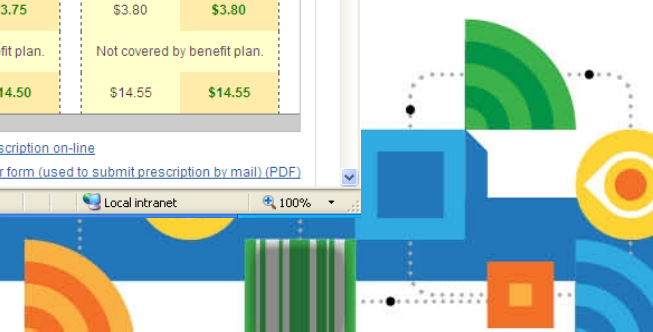 3.75 $3.80 $3.80
fit plan. Not covered by benefit plan.
14.50 $14.55 $14.55
scription on-line
r form (used to submit prescription by mail) (PDF)
Local intranet 100%